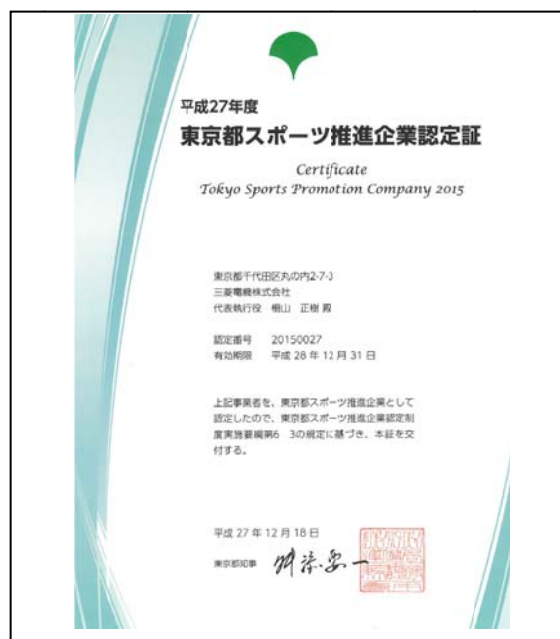 平成27年度
東京都スポーツ推進企業認定証
Certificate
Tokyo Sports Promotion Company 2015
東京都千代田区丸の内2-7-3
三菱電機株式会社
代表執行役 柵山 正樹 殿
認定番号 20150027
有効期限 平成 28 年 12 月 31 日
上記事業者を、東京都スポーツ推進企業として
認定したので、東京都スポーツ推進企業認定制
度実施要綱第6 3の規定に基づき、本証を交
付する。
平成 27 年 12 月 18 日
東京都知事 舛添要一